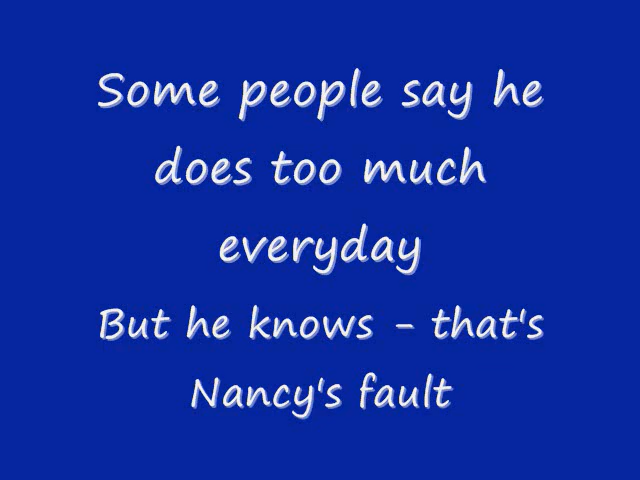 Some people say he
does too much
everyday
But he knows - that's
Nancy's fault